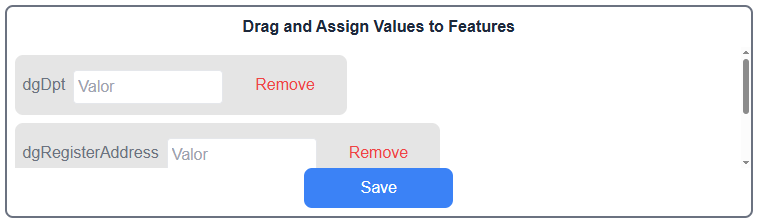 Drag and Assign Values to Features
dgDpt Valor Remove
dgRegisterAddress Valor Remove
Save